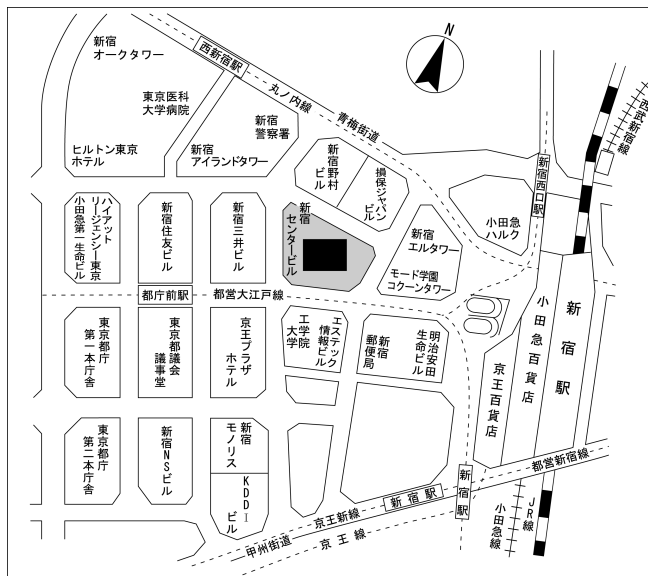 N
新宿
オークタワー
西新宿駅
丸ノ内線
青梅街道
西武新宿線
東京医科
大学病院
新宿
警察署
ヒルトン東京
ホテル
新宿
アイランドタワー
新宿野村
ビル
損保ジャパン
ビル
新宿西口駅
ハイアット
リージェンシー東京
小田急第一生命ビル
新宿住友ビル
新宿三井ビル
新宿
センタービル
新宿
エルタワー
小田急
ハルク
モード学園
コクーンタワー
都庁前駅
都営大江戸線
東京都庁
第一本庁舎
東京都議会
議事堂
京王プラザ
ホテル
工学院
大学
エステック
情報ビル
新宿
郵便局
明治安田
生命ビル
京王百貨店
小田急百貨店
新宿駅
東京都庁
第二本庁舎
新宿NSビル
新宿
モノリス
KDDI
ビル
都営新宿線
新宿駅
新宿駅
京王新線
甲州街道
京王線
小田急線
JR線